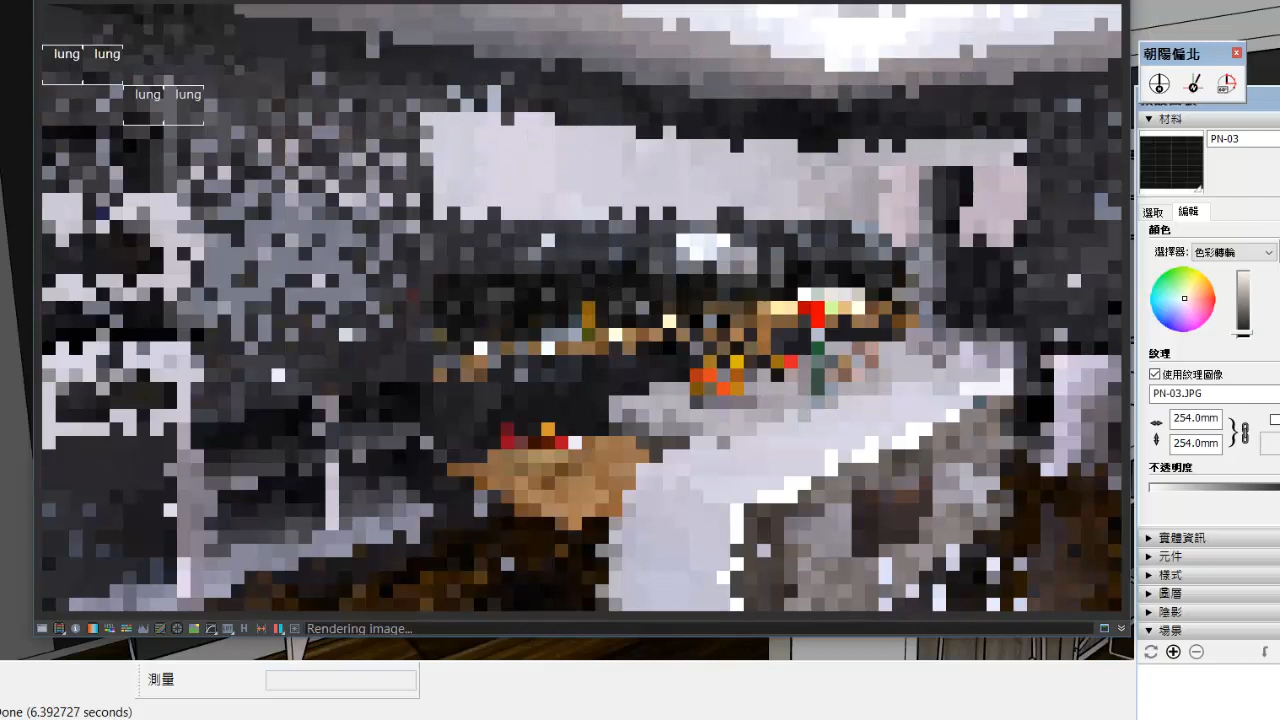 lung lung
lung lung
朝陽偏北
材料
PN-03
選取 編輯
顏色
選擇器: 色彩轉輪
紋理
使用紋理圖像
PN-03.JPG
254.0mm
254.0mm
不透明度
實體資訊
元件
樣式
圖層
陰影
場景
Rendering image...
測量
one (6.392727 seconds)